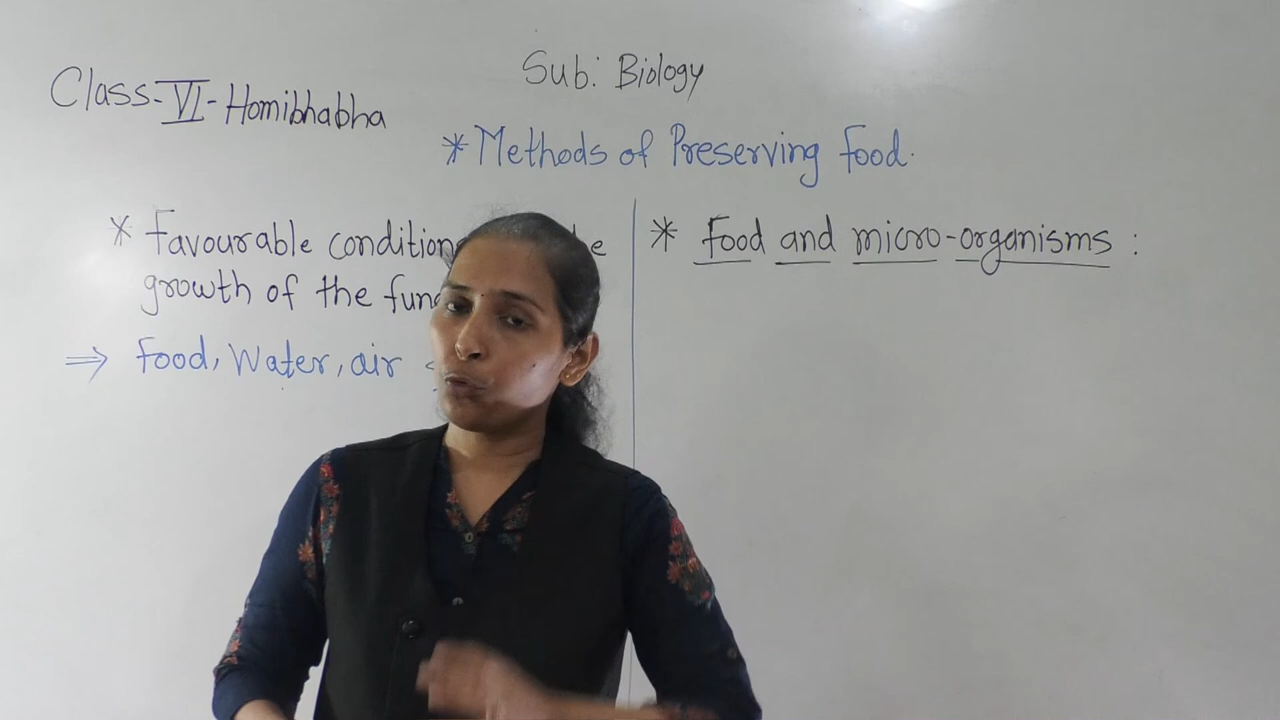 Class-VI-Homibhabha
Sub: Biology
* Methods of Preserving food.
* Favourable condition
growth of the fun
⇒ food, Water, air
* Food and micro-organisms :